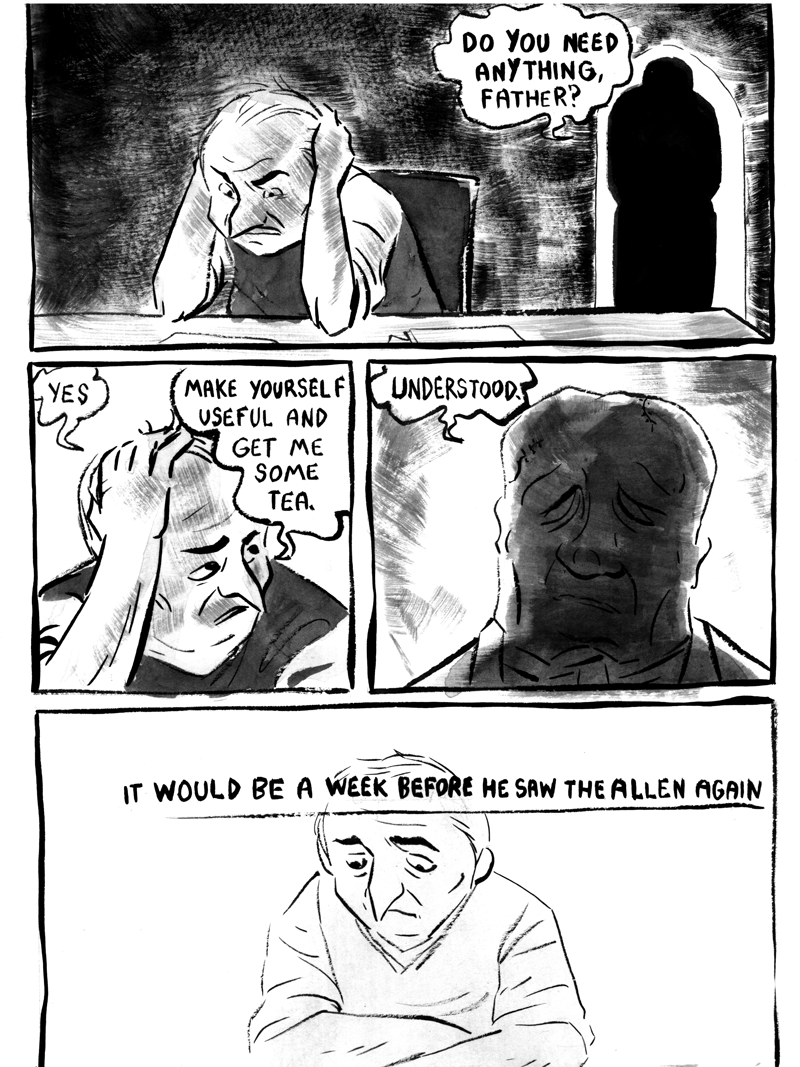 DO YOU NEED
ANYTHING,
FATHER?
YES
MAKE YOURSELF
USEFUL AND
GET ME
SOME
TEA.
UNDERSTOOD.
IT WOULD BE A WEEK BEFORE HE SAW THE ALLEN AGAIN